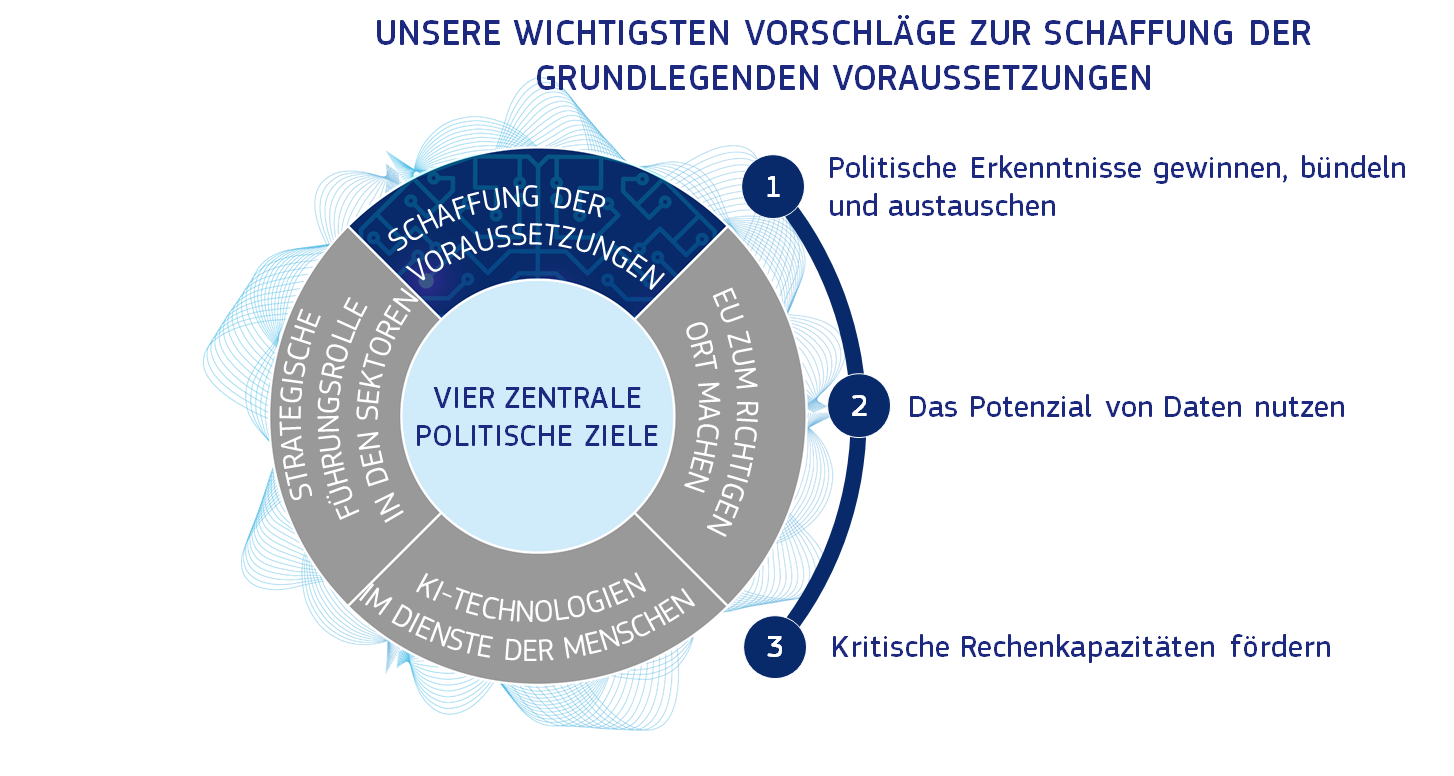 UNSERE WICHTIGSTEN VORSCHLÄGE ZUR SCHAFFUNG DER
GRUNDLEGENDEN VORAUSSETZUNGEN
SCHAFFUNG DER
VORAUSSETZUNGEN
EU ZUM RICHTIGEN
ORT MACHEN
KI-TECHNOLOGIEN
IM DIENSTE DER MENSCHEN
STRATEGISCHE
FÜHRUNGSROLLE
IN DEN SEKTOREN
VIER ZENTRALE
POLITISCHE ZIELE
1
Politische Erkenntnisse gewinnen, bündeln
und austauschen
2
Das Potenzial von Daten nutzen
3
Kritische Rechenkapazitäten fördern